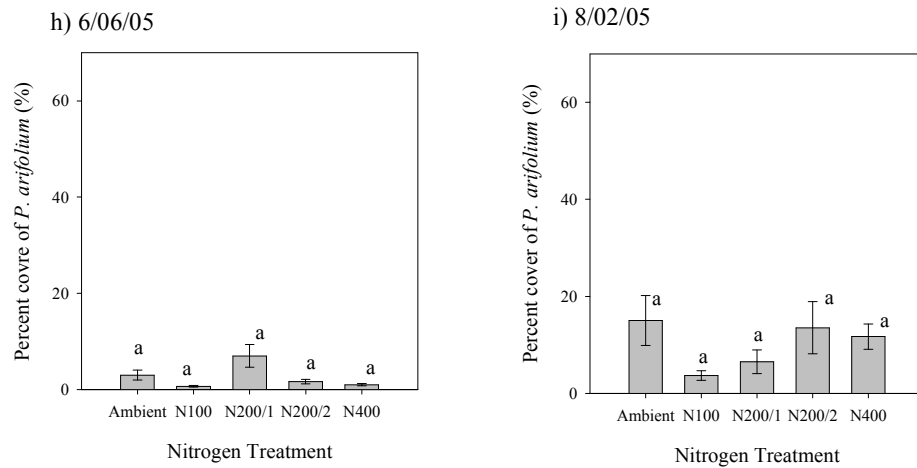 h) 6/06/05
Percent covre of P. arifolium (%)
60
40
20
0
a
a
a
a
a
Ambient N100 N200/1 N200/2 N400
Nitrogen Treatment
i) 8/02/05
Percent cover of P. arifolium (%)
60
40
20
0
a
a
a
a
a
Ambient N100 N200/1 N200/2 N400
Nitrogen Treatment